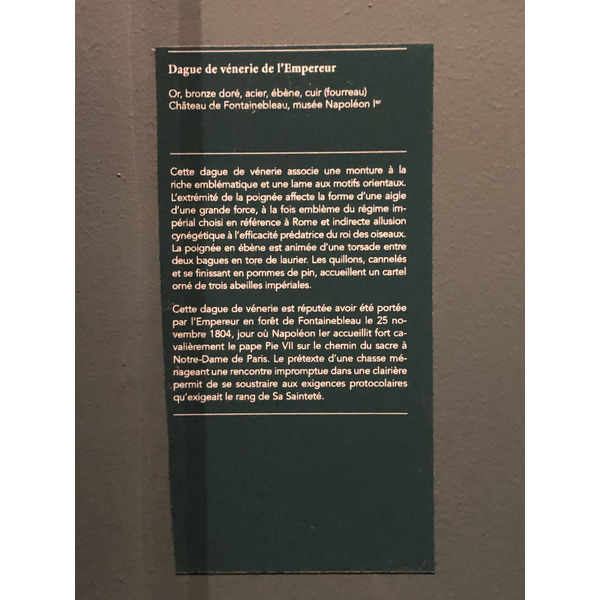 Dague de vénerie de l'Empereur
Or, bronze doré, acier, ébène, cuir (fourreau)
Château de Fontainebleau, musée Napoléon Ier
Cette dague de vénerie associe une monture à la
riche emblématique et une lame aux motifs orientaux.
L'extrémité de la poignée affecte la forme d'une aigle
d'une grande force, à la fois emblème du régime im-
périal choisi en référence à Rome et indirecte allusion
cynégétique à l'efficacité prédatrice du roi des oiseaux.
La poignée en ébène est animée d'une torsade entre
deux bagues en tore de laurier. Les quillons, cannelés
et se finissant en pommes de pin, accueillent un cartel
orné de trois abeilles impériales.
Cette dague de vénerie est réputée avoir été portée
par l'Empereur en forêt de Fontainebleau le 25 no-
vembre 1804, jour où Napoléon Ier accueillit fort ca-
valièrement le pape Pie VII sur le chemin du sacre à
Notre-Dame de Paris. Le prétexte d'une chasse mé-
nageant une rencontre impromptue dans une clairière
permit de se soustraire aux exigences protocolaires
qu'exigeait le rang de Sa Sainteté.